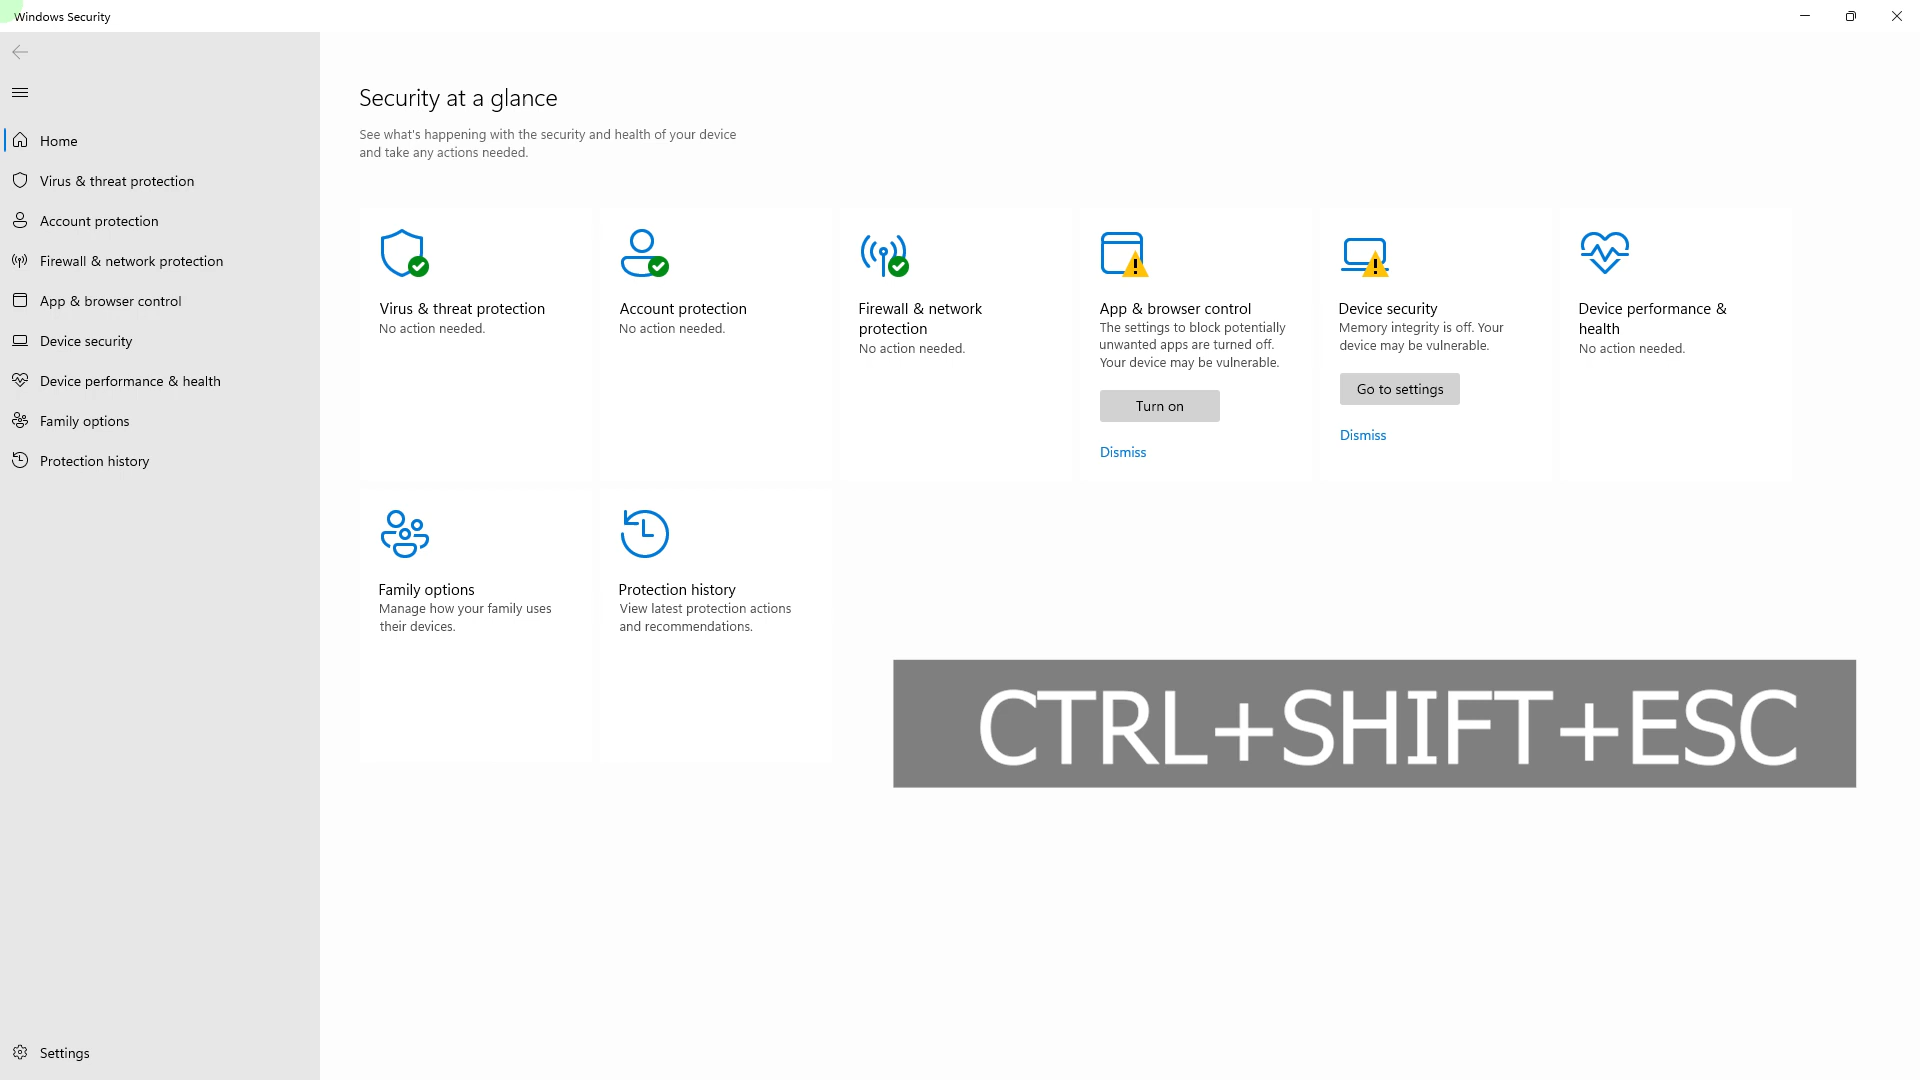 Windows Security
Home
Virus & threat protection
Account protection
Firewall & network protection
App & browser control
Device security
Device performance & health
Family options
Protection history
Settings
Security at a glance
See what's happening with the security and health of your device
and take any actions needed.
Virus & threat protection
No action needed.
Account protection
No action needed.
Firewall & network
protection
No action needed.
App & browser control
The settings to block potentially
unwanted apps are turned off.
Your device may be vulnerable.
Turn on
Dismiss
Device security
Memory integrity is off. Your
device may be vulnerable.
Go to settings
Dismiss
Device performance &
health
No action needed.
Family options
Manage how your family uses
their devices.
Protection history
View latest protection actions
and recommendations.
CTRL+SHIFT+ESC